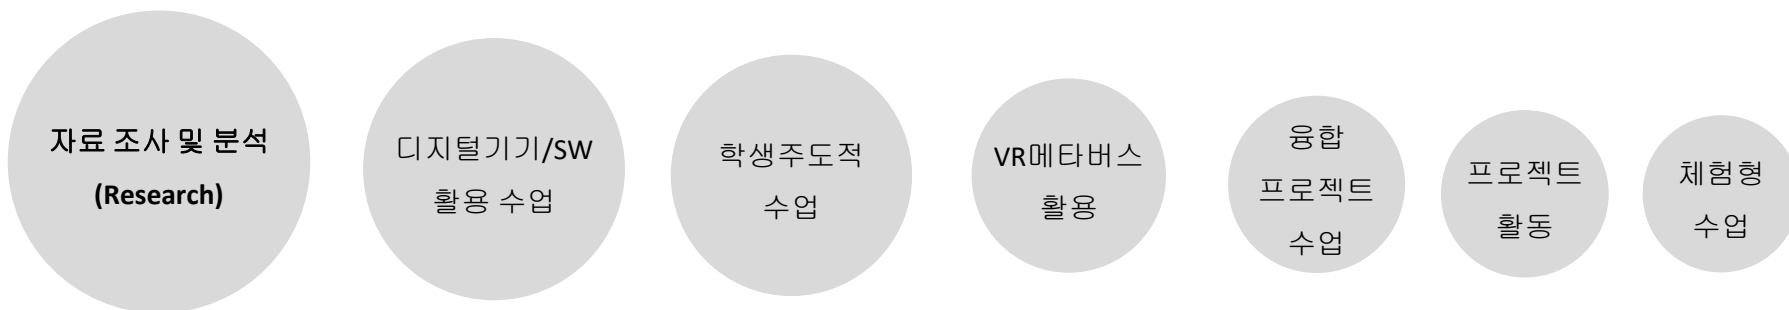 자료 조사 및 분석
(Research)
디지털기기/SW
활용 수업
학생주도적
수업
VR메타버스
활용
융합
프로젝트
수업
프로젝트
활동
체험형
수업